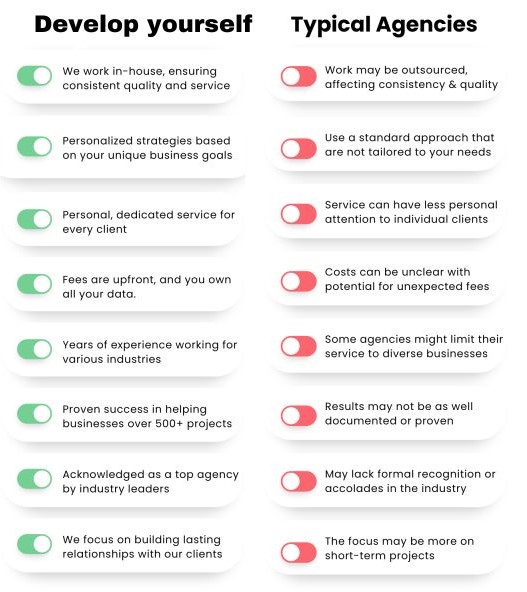 Develop yourself
We work in-house, ensuring
consistent quality and service
Personalized strategies based
on your unique business goals
Personal, dedicated service for
every client
Fees are upfront, and you own
all your data.
Years of experience working for
various industries
Proven success in helping
businesses over 500+ projects
Acknowledged as a top agency
by industry leaders
We focus on building lasting
relationships with our clients
Typical Agencies
Work may be outsourced,
affecting consistency & quality
Use a standard approach that
are not tailored to your needs
Service can have less personal
attention to individual clients
Costs can be unclear with
potential for unexpected fees
Some agencies might limit their
service to diverse businesses
Results may not be as well
documented or proven
May lack formal recognition or
accolades in the industry
The focus may be more on
short-term projects